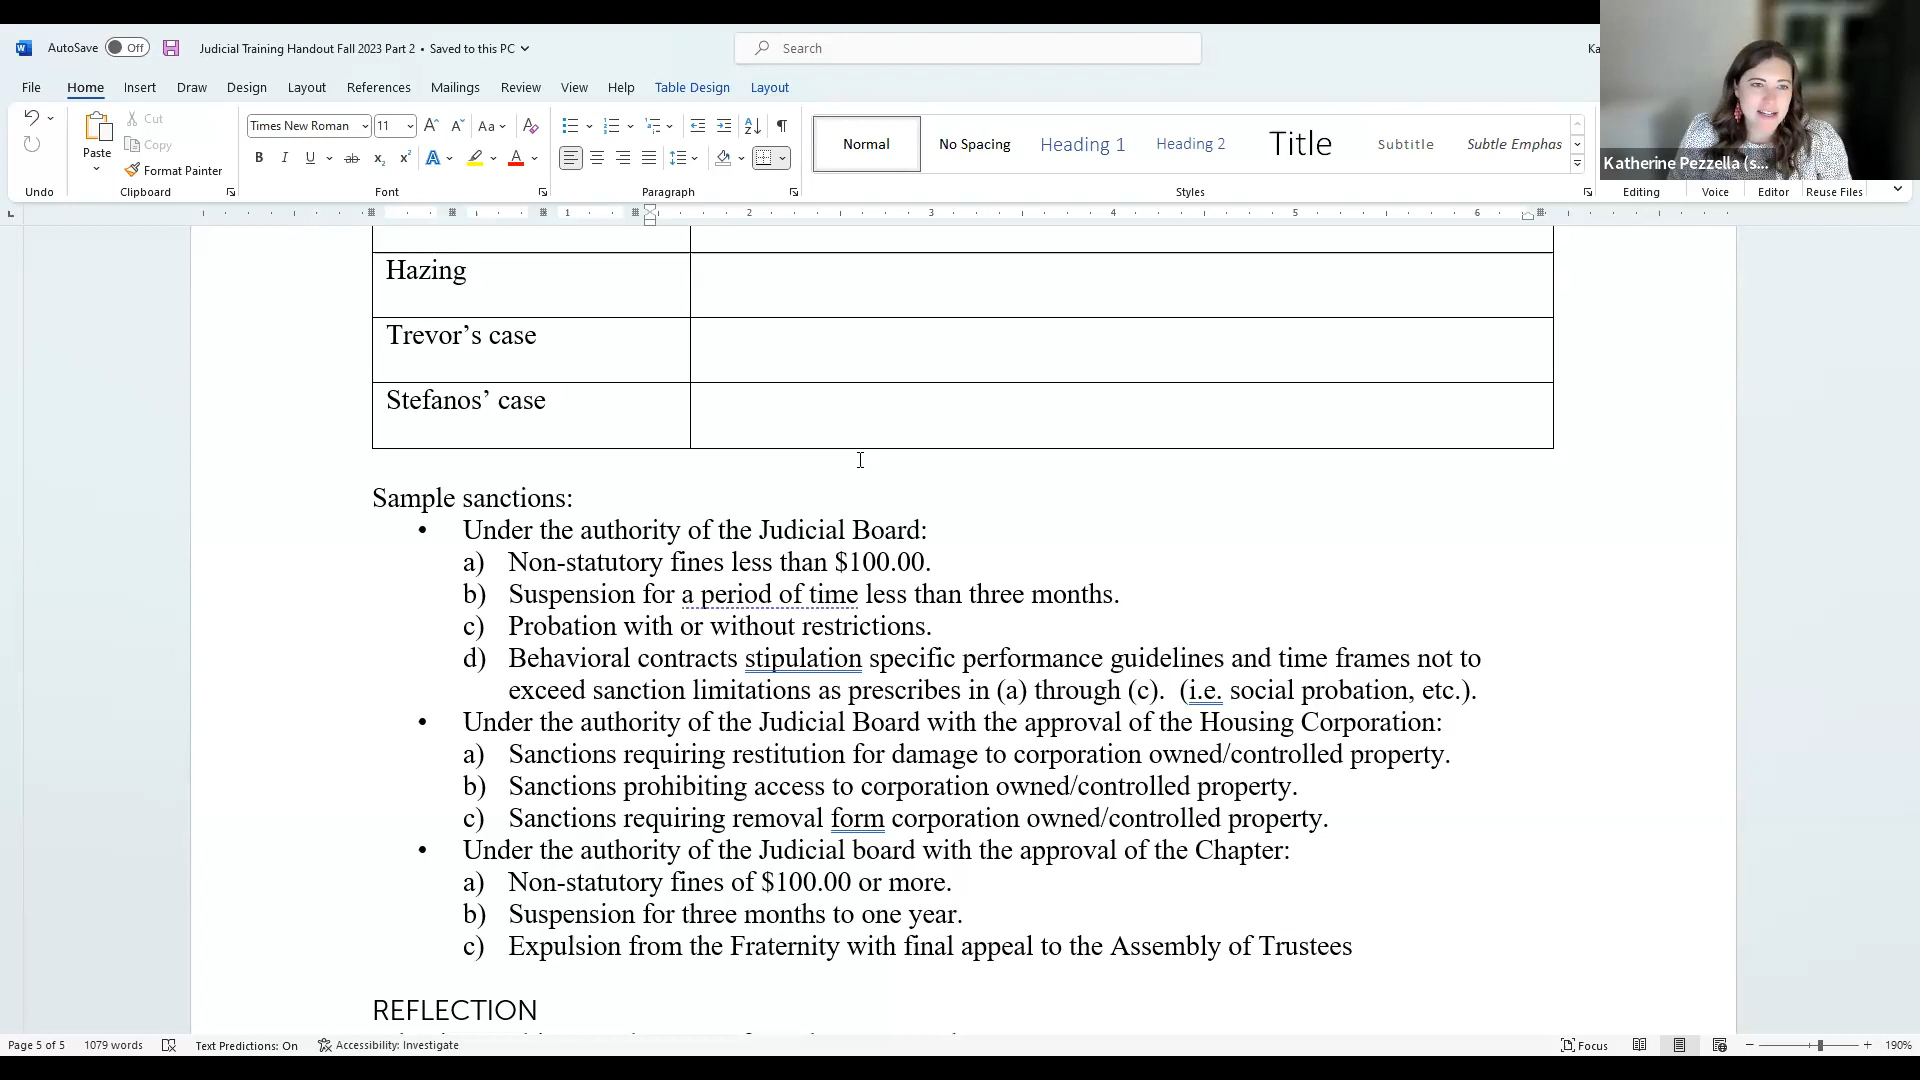 AutoSave Off Judicial Training Handout Fall 2023 Part 2 • Saved to this PC Search Ka
File Home Insert Draw Design Layout References Mailings Review View Help Table Design Layout
Katherine Pezzella (s...
Paste Cut Copy Format Painter
Times New Roman 11
Normal No Spacing Heading 1 Heading 2 Title Subtitle Subtle Emphas
Undo Clipboard Font Paragraph Styles Editing Voice Editor Reuse Files
1 2 3 4 5 6
Hazing
Trevor’s case
Stefanos’ case
Sample sanctions:
• Under the authority of the Judicial Board:
a) Non-statutory fines less than $100.00.
b) Suspension for a period of time less than three months.
c) Probation with or without restrictions.
d) Behavioral contracts stipulation specific performance guidelines and time frames not to
exceed sanction limitations as prescribes in (a) through (c). (i.e. social probation, etc.).
• Under the authority of the Judicial Board with the approval of the Housing Corporation:
a) Sanctions requiring restitution for damage to corporation owned/controlled property.
b) Sanctions prohibiting access to corporation owned/controlled property.
c) Sanctions requiring removal form corporation owned/controlled property.
• Under the authority of the Judicial board with the approval of the Chapter:
a) Non-statutory fines of $100.00 or more.
b) Suspension for three months to one year.
c) Expulsion from the Fraternity with final appeal to the Assembly of Trustees
REFLECTION
Page 5 of 5 1079 words Text Predictions: On Accessibility: Investigate Focus 190%